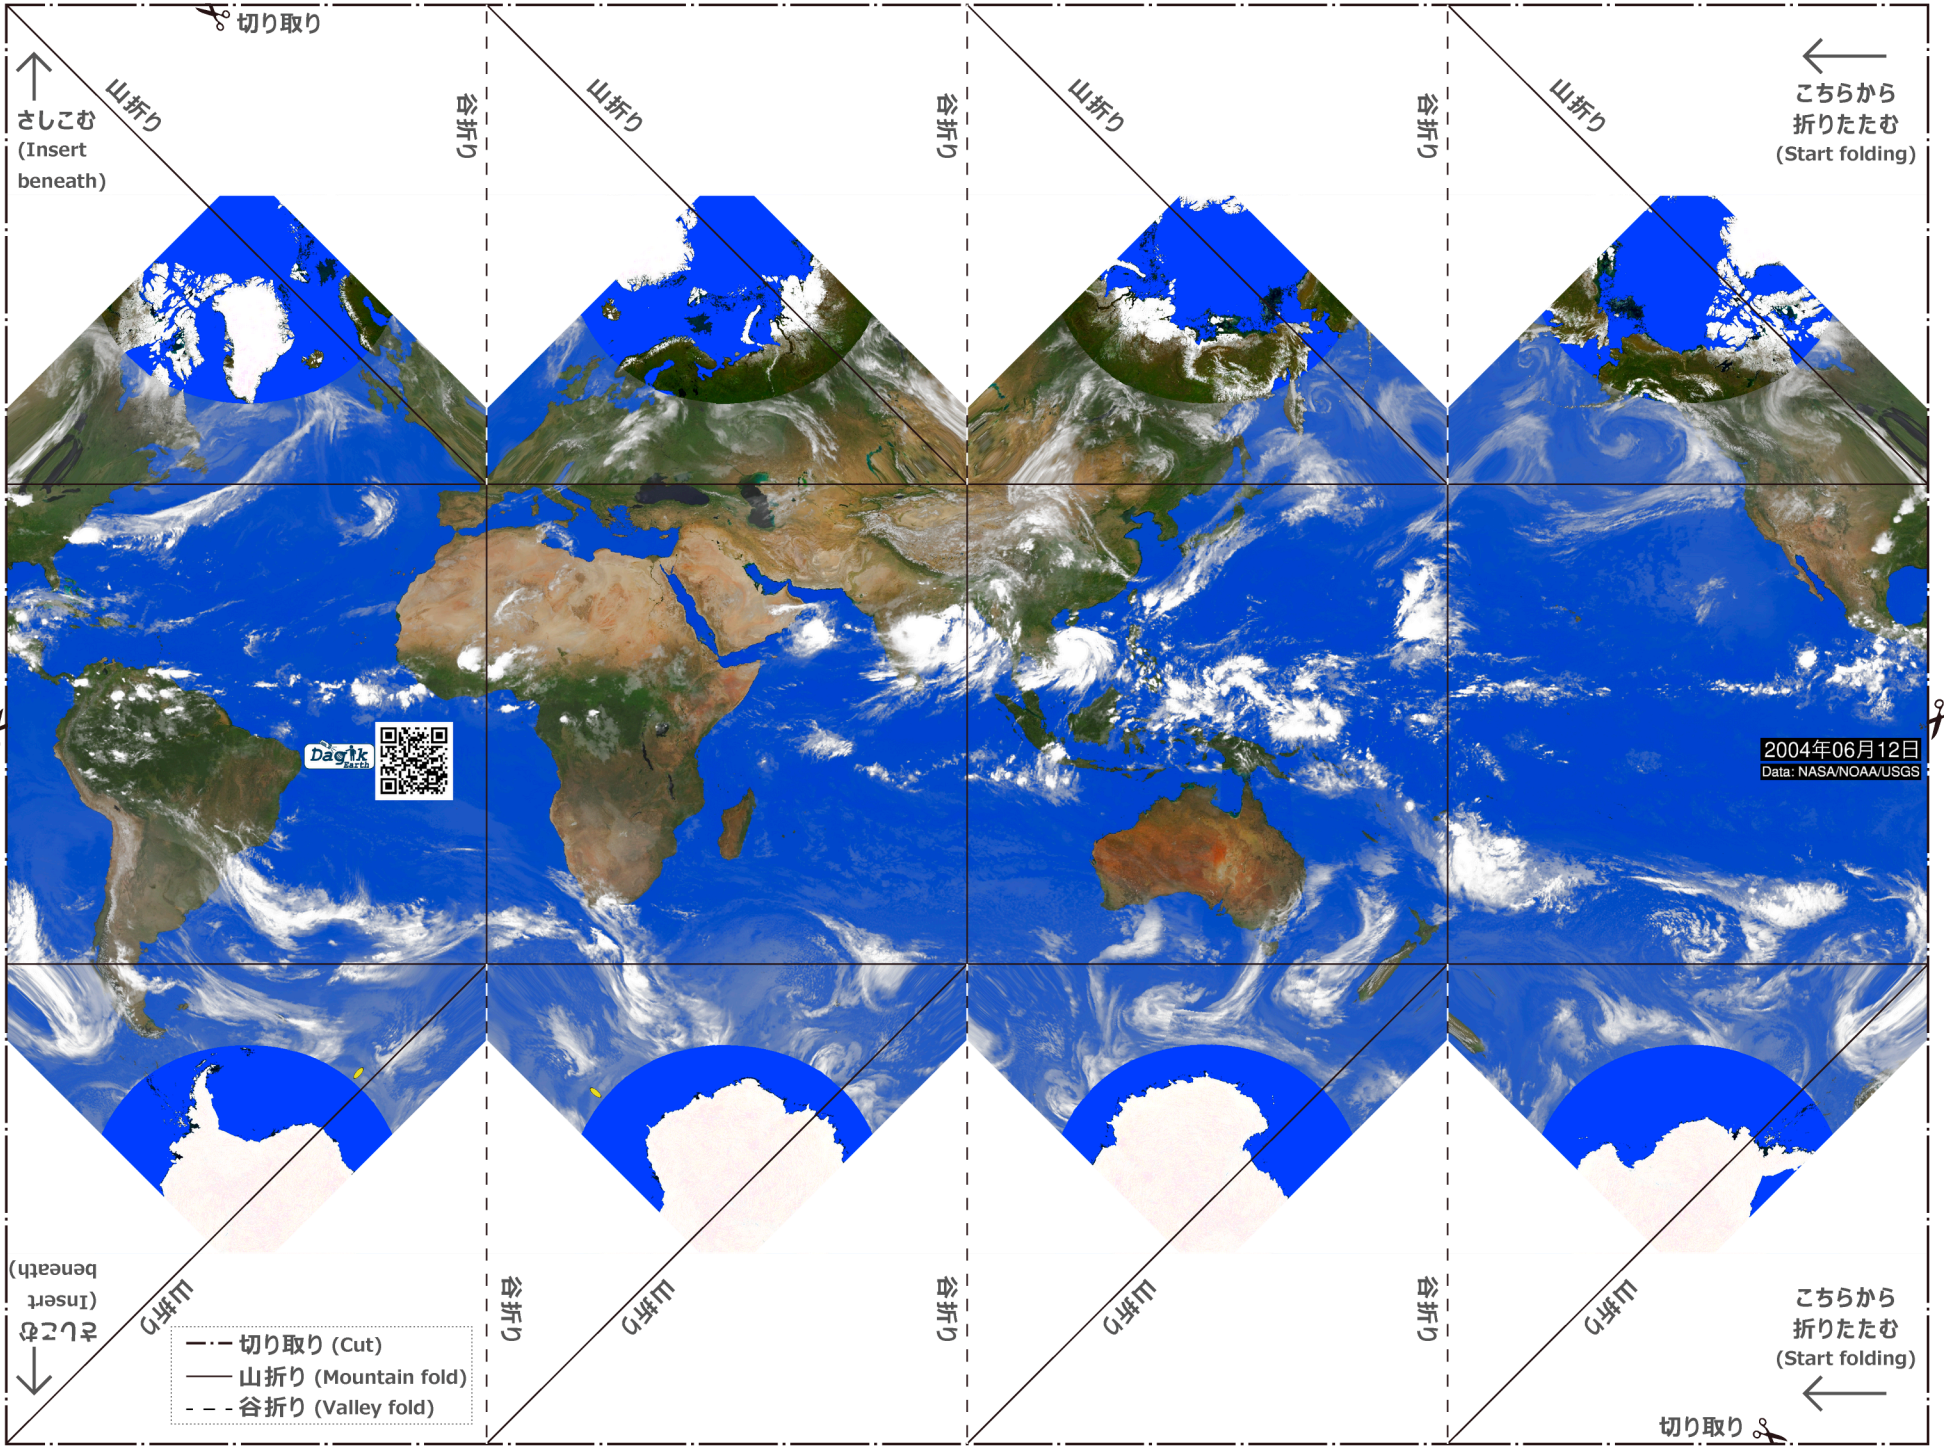 切り取り
山折り
谷折り
山折り
谷折り
山折り
谷折り
山折り
さしこむ
(Insert
beneath)
こちらから
折りたたむ
(Start folding)
Dagik
Earth
2004年06月12日
Data: NASA/NOAA/USGS
さしこむ
(Insert
beneath)
山折り
谷折り
山折り
谷折り
山折り
谷折り
山折り
こちらから
折りたたむ
(Start folding)
切り取り (Cut)
山折り (Mountain fold)
谷折り (Valley fold)
切り取り